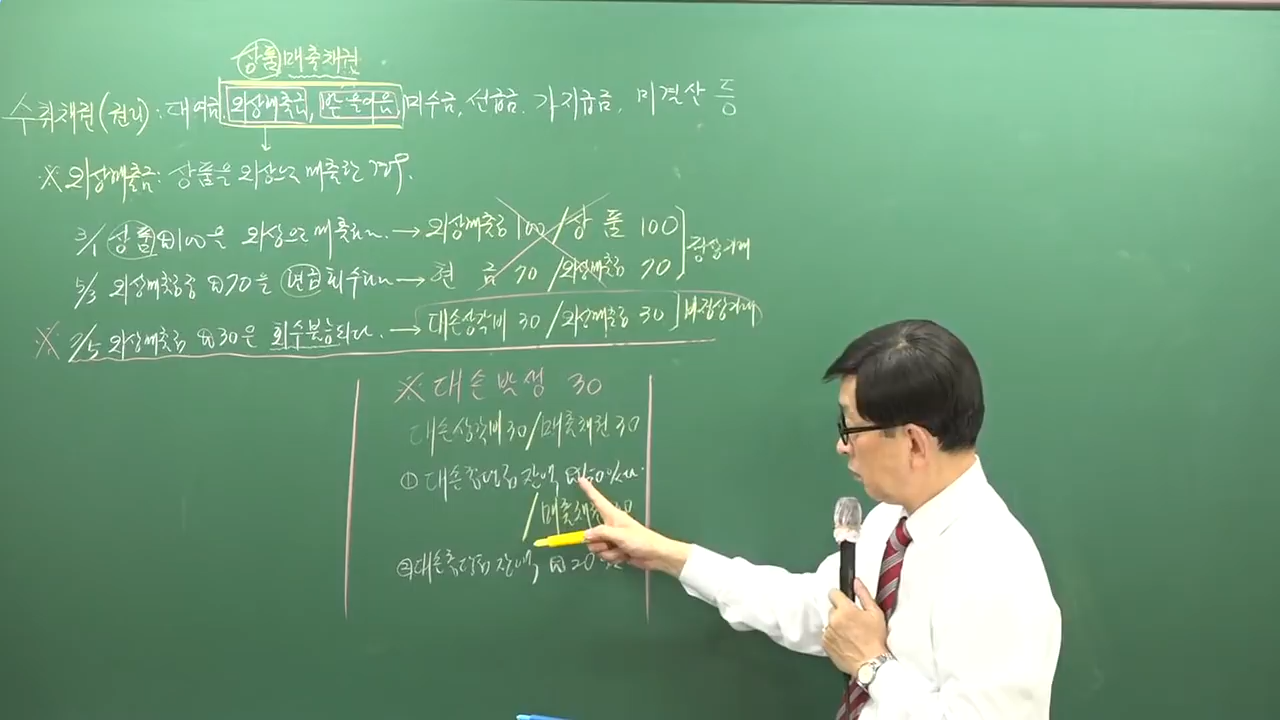 상품매출채권
수취채권(권리): 대여금, 외상매출금, 받을어음, 미수금, 선급금, 가지급금, 미결산 등
※ 외상매출금: 상품을 외상으로 매출한 경우.
3/1 상품 ₩100을 외상으로 매출하다. → 외상매출금 100 / 상품 100
5/3 외상매출금중 ₩70을 현금회수하다 → 현금 70 / 외상매출금 70
정상거래
※ 7/5 외상매출금 ₩30은 회수불능되다. → 대손상각비 30 / 외상매출금 30 비정상거래
※ 대손발생 30
대손상각비 30 / 매출채권 30
① 대손충당금 잔액
/ 매출채권
② 대손충당금 잔액, ₩20